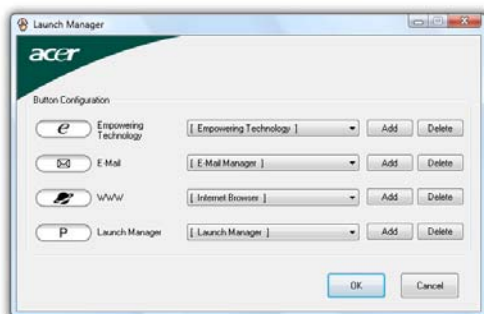 Launch Manager
acer
Button Configuration
e Empowering Technology [ Empowering Technology ] Add Delete
E-Mail [ E-Mail Manager ] Add Delete
WWW [ Internet Browser ] Add Delete
P Launch Manager [ Launch Manager ] Add Delete
OK Cancel